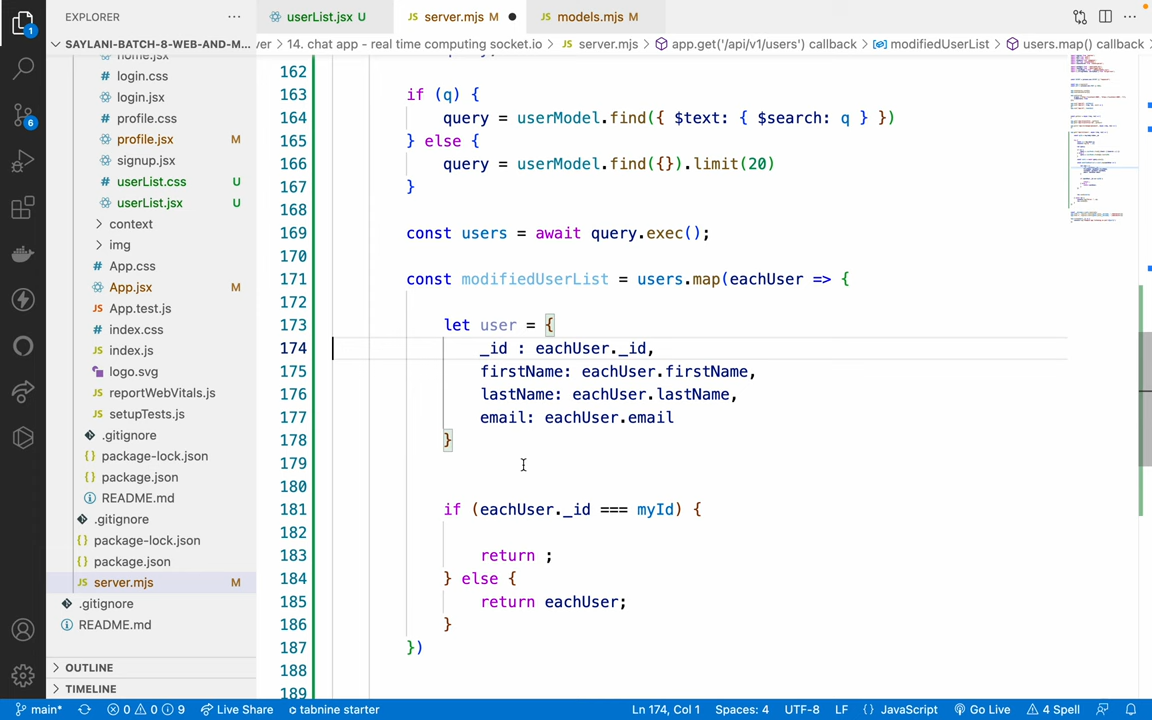 EXPLORER
userList.jsx U
JS server.mjs M
JS models.mjs M
SAYLANI-BATCH-8-WEB-AND-M...
ver > 14. chat app - real time computing socket.io > JS server.mjs > app.get('/api/v1/users') callback > modifiedUserList > users.map() callback
home.jsx
# login.css
login.jsx
# profile.css
profile.jsx M
signup.jsx
# userList.css U
userList.jsx U
> context
> img
# App.css
App.jsx M
JS App.test.js
# index.css
JS index.js
logo.svg
JS reportWebVitals.js
JS setupTests.js
.gitignore
{} package-lock.json
{} package.json
README.md
.gitignore
{} package-lock.json
{} package.json
JS server.mjs M
.gitignore
README.md
> OUTLINE
> TIMELINE
162
163 if (q) {
164 query = userModel.find({ $text: { $search: q } })
165 } else {
166 query = userModel.find({}).limit(20)
167 }
168
169 const users = await query.exec();
170
171 const modifiedUserList = users.map(eachUser => {
172
173 let user = {
174 _id : eachUser._id,
175 firstName: eachUser.firstName,
176 lastName: eachUser.lastName,
177 email: eachUser.email
178 }
179
180
181 if (eachUser._id === myId) {
182
183 return ;
184 } else {
185 return eachUser;
186 }
187 })
188
189
1
6
main* 0 0 9 Live Share tabnine starter Ln 174, Col 1 Spaces: 4 UTF-8 LF {} JavaScript Go Live 4 Spell